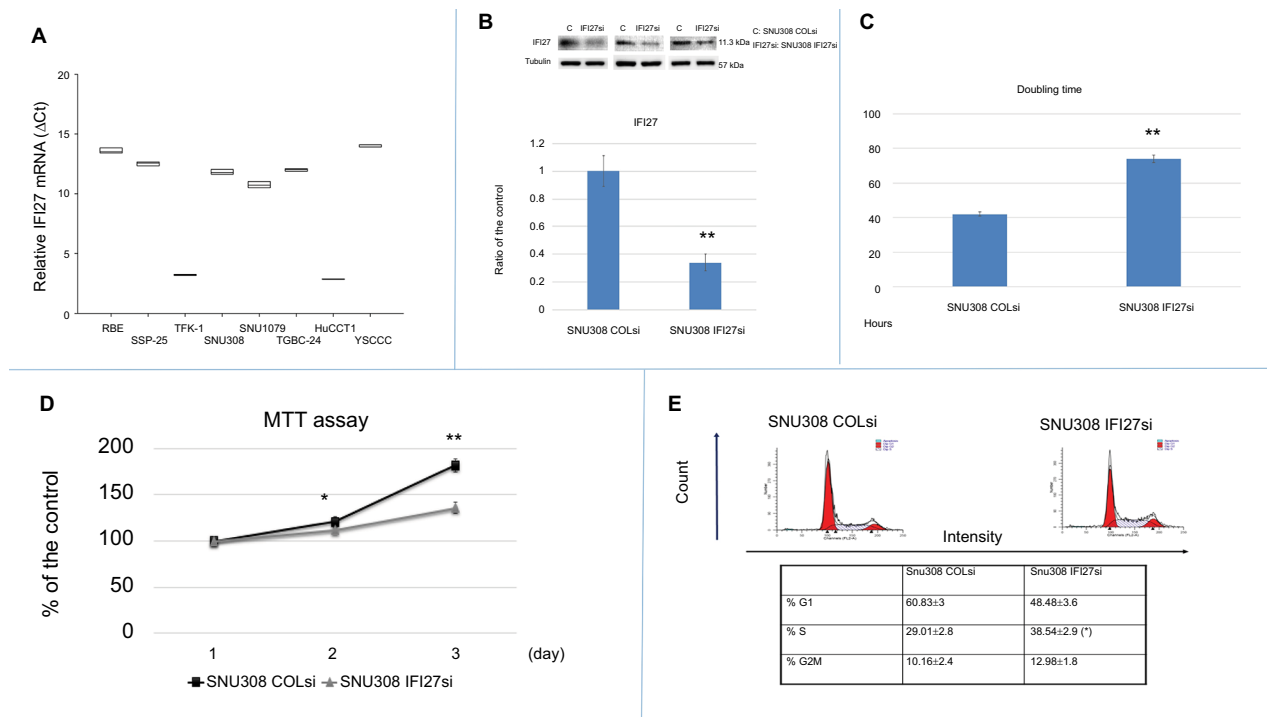 A
Relative IFI27 mRNA (ΔCt)
20
15
10
5
0
RBE
SSP-25
TFK-1
SNU308
SNU1079
TGBC-24
HuCCT1
YSCCC
B
C IFI27si C IFI27si C IFI27si
IFI27
11.3 kDa
Tubulin
57 kDa
C: SNU308 COLsi
IFI27si: SNU308 IFI27si
IFI27
Ratio of the control
1.2
1
0.8
0.6
0.4
0.2
0
**
SNU308 COLsi
SNU308 IFI27si
C
Doubling time
100
80
60
40
20
0
**
SNU308 COLsi
SNU308 IFI27si
Hours
D
MTT assay
% of the control
200
150
100
50
0
*
**
1 2 3 (day)
SNU308 COLsi SNU308 IFI27si
E
SNU308 COLsi
SNU308 IFI27si
Count
Channels (FL2-A)
Channels (FL2-A)
Intensity
Snu308 COLsi Snu308 IFI27si
% G1 60.83±3 48.48±3.6
% S 29.01±2.8 38.54±2.9 (*)
% G2M 10.16±2.4 12.98±1.8